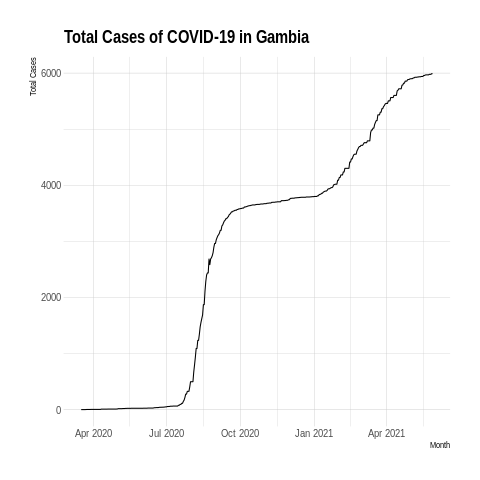 Total Cases of COVID-19 in Gambia
Total Cases
6000
4000
2000
0
Apr 2020
Jul 2020
Oct 2020
Jan 2021
Apr 2021
Month